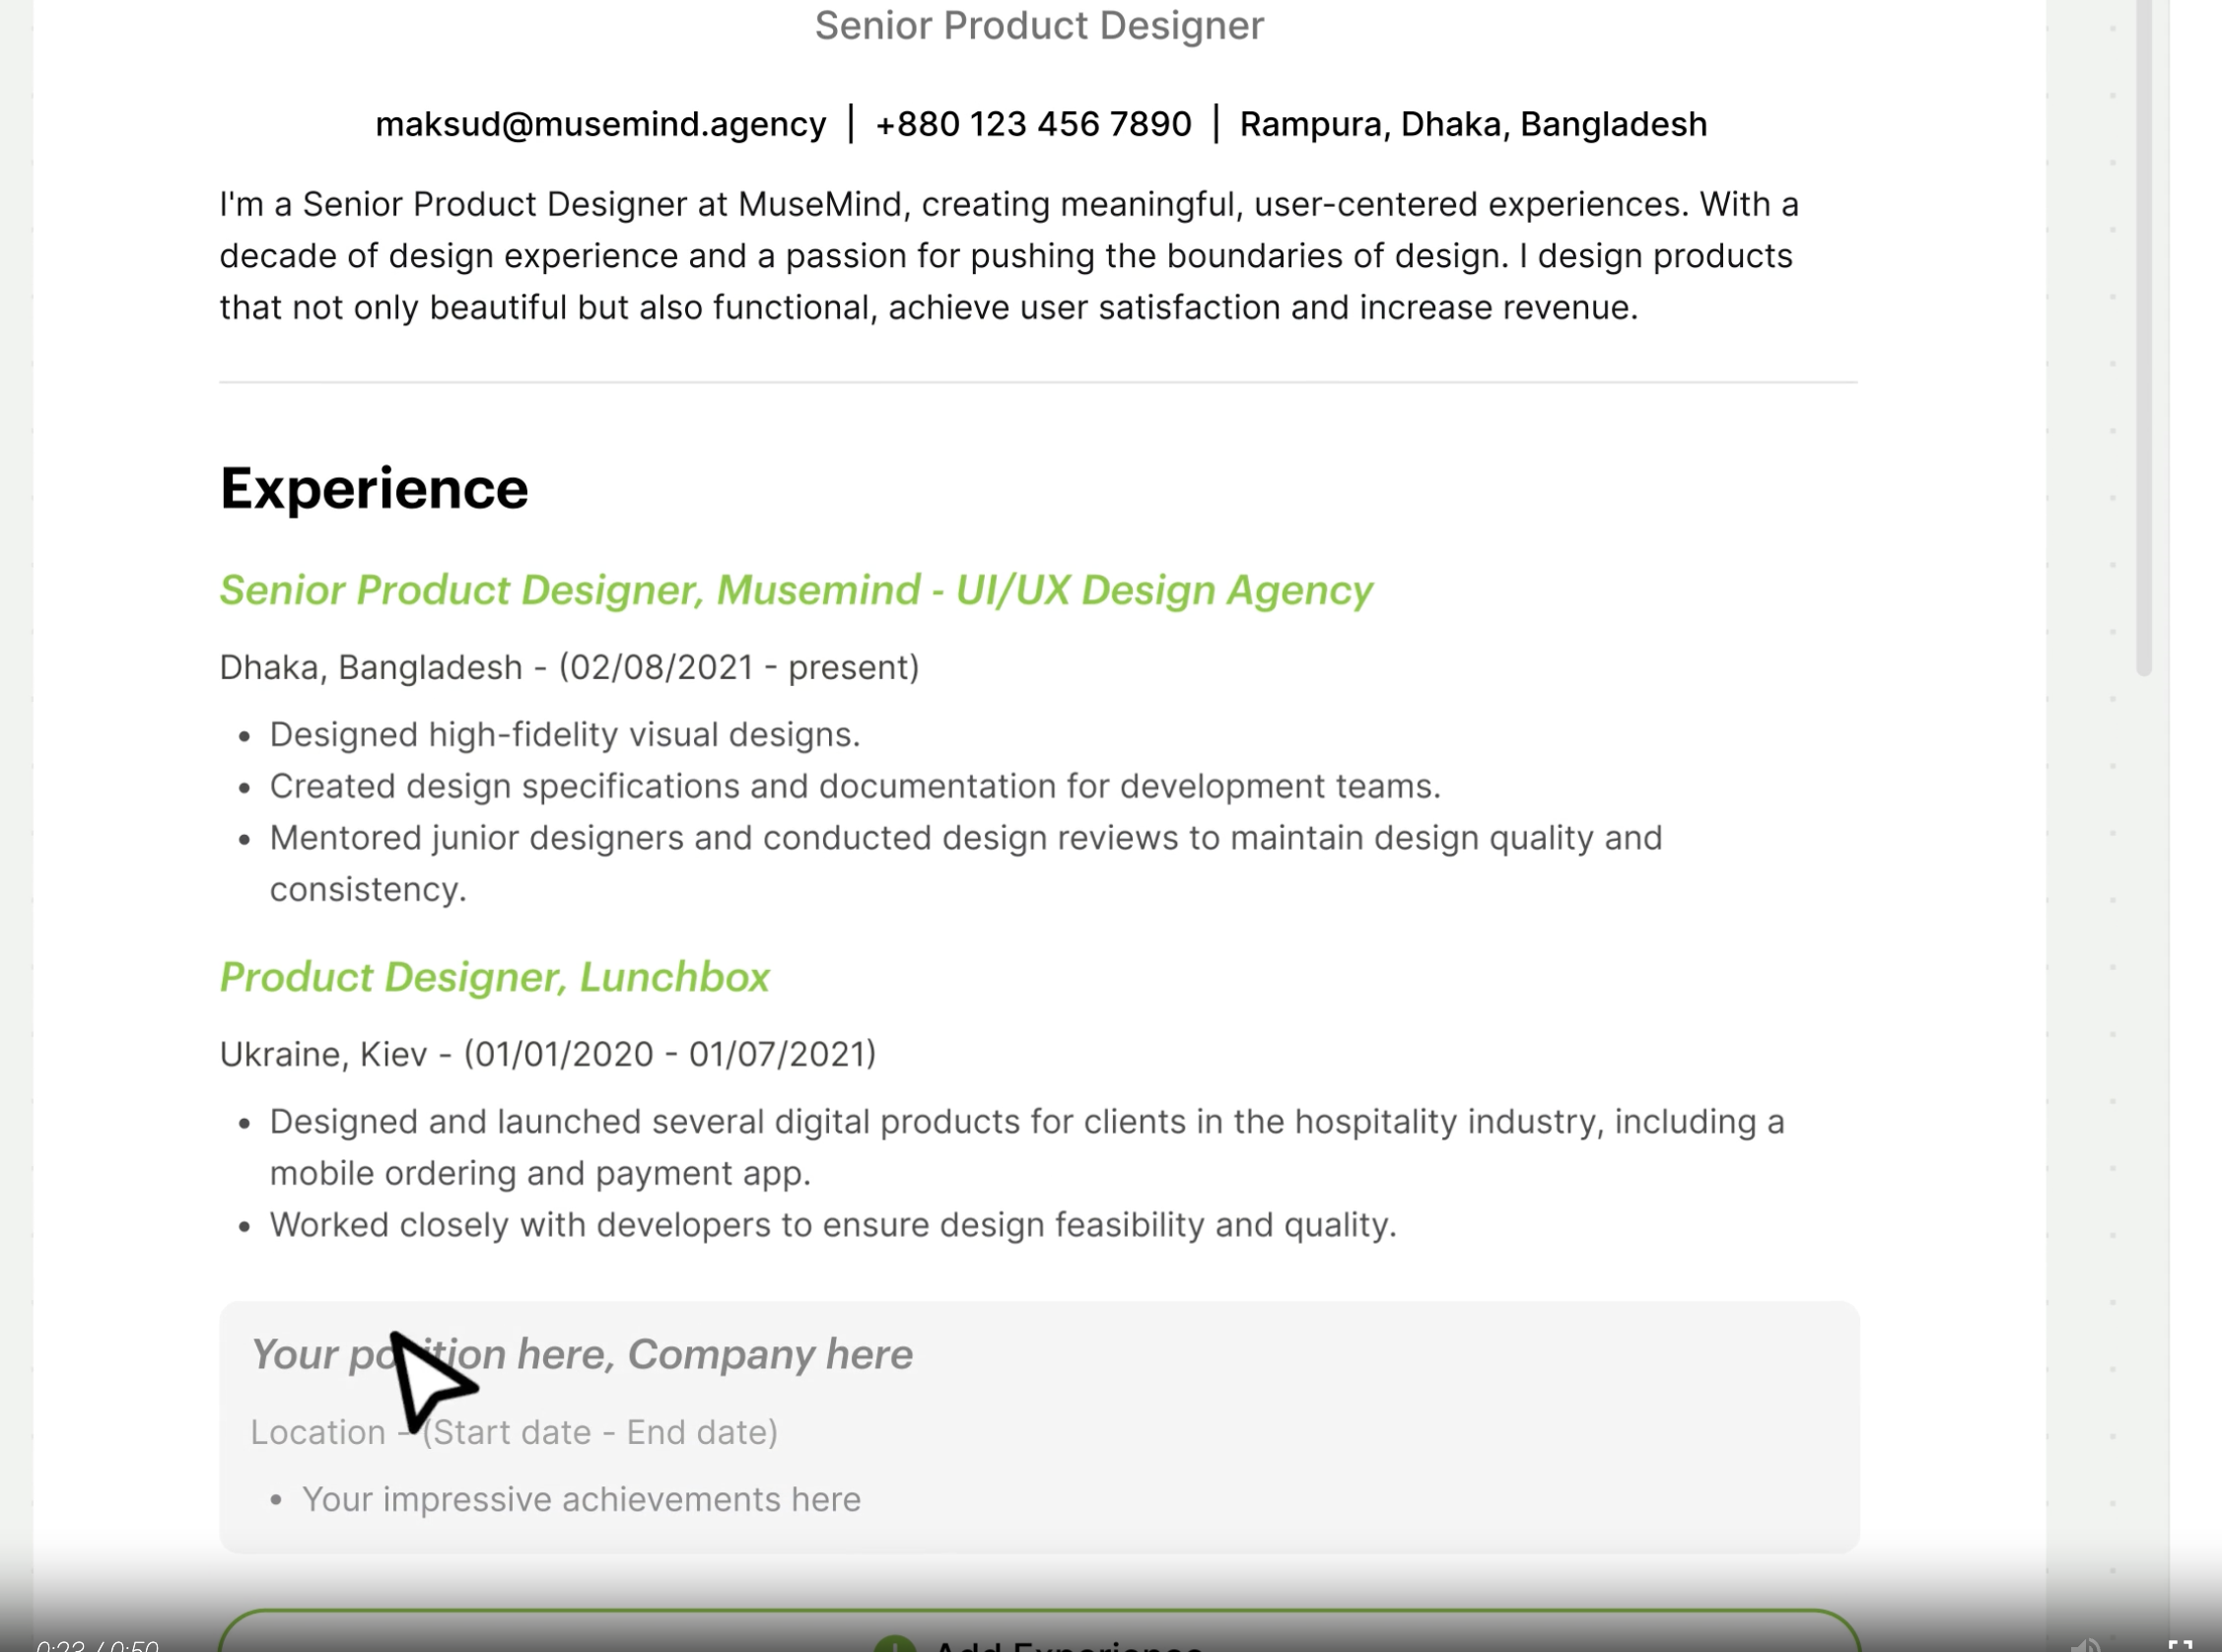 Senior Product Designer
maksud@musemind.agency | +880 123 456 7890 | Rampura, Dhaka, Bangladesh
I'm a Senior Product Designer at MuseMind, creating meaningful, user-centered experiences. With a
decade of design experience and a passion for pushing the boundaries of design. I design products
that not only beautiful but also functional, achieve user satisfaction and increase revenue.
Experience
Senior Product Designer, Musemind - UI/UX Design Agency
Dhaka, Bangladesh - (02/08/2021 - present)
• Designed high-fidelity visual designs.
• Created design specifications and documentation for development teams.
• Mentored junior designers and conducted design reviews to maintain design quality and
consistency.
Product Designer, Lunchbox
Ukraine, Kiev - (01/01/2020 - 01/07/2021)
• Designed and launched several digital products for clients in the hospitality industry, including a
mobile ordering and payment app.
• Worked closely with developers to ensure design feasibility and quality.
Your position here, Company here
Location - (Start date - End date)
• Your impressive achievements here
Add Experience
0:23 / 0:50